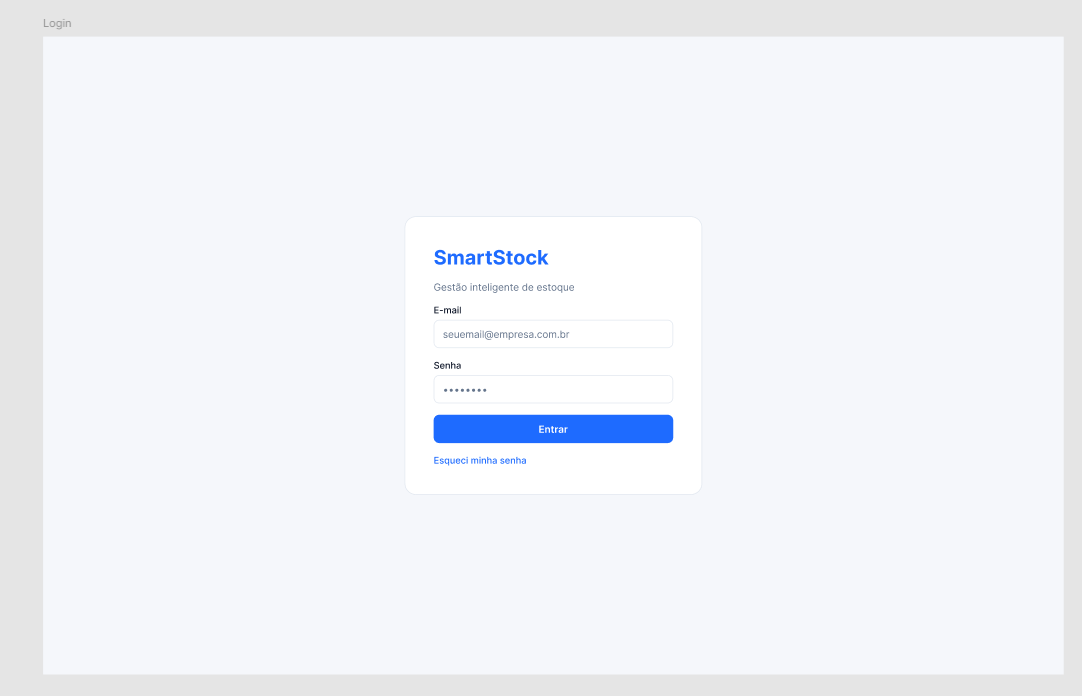 Login
SmartStock
Gestão inteligente de estoque
E-mail
seuemail@empresa.com.br
Senha
••••••••
Entrar
Esqueci minha senha